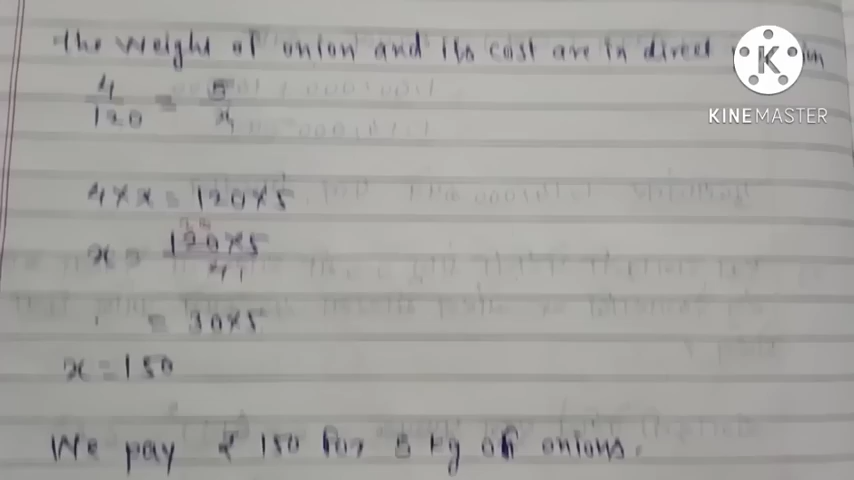 The weight of onion and its cost are in direct
4/120 = 5/x
4 × x = 120 × 5
x = 120 × 5 / 4
= 30 × 5
x = 150
We pay ₹ 150 for 5 kg of onions.
K
KINEMASTER